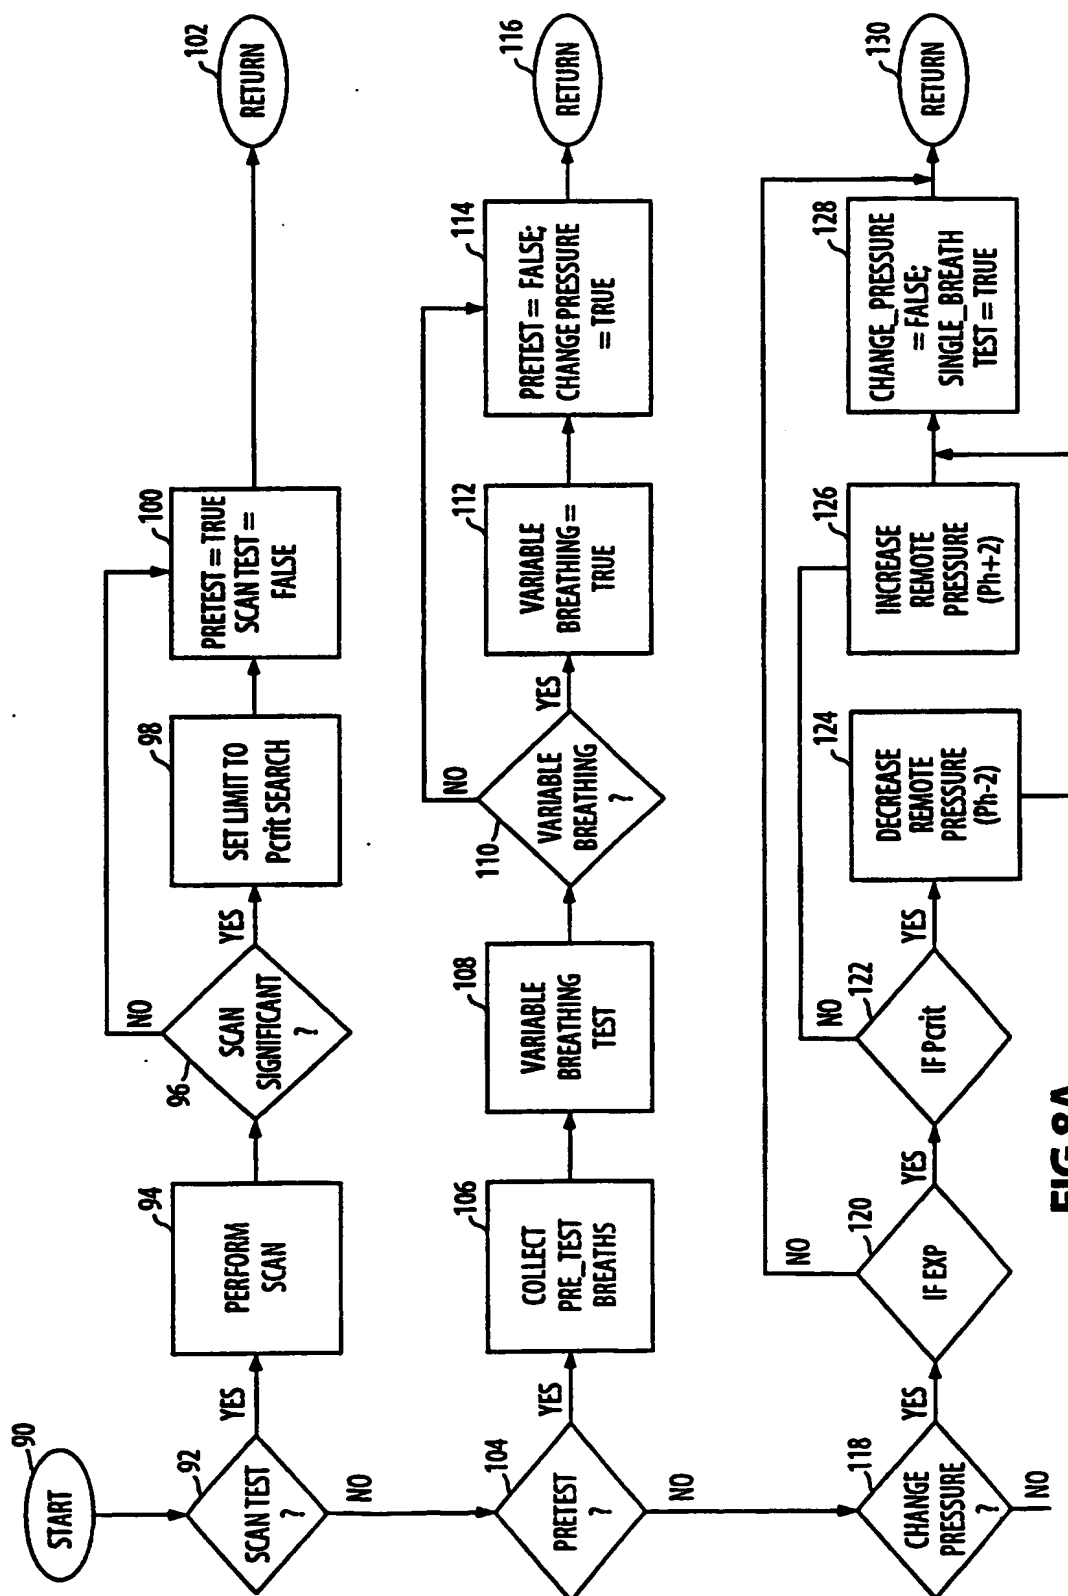 90
START
92
SCAN TEST
?
YES
NO
94
PERFORM
SCAN
96
SCAN
SIGNIFICANT
?
YES
NO
98
SET LIMIT TO
Pcrit SEARCH
100
PRETEST = TRUE
SCAN TEST =
FALSE
102
RETURN
104
PRETEST
?
YES
NO
106
COLLECT
PRE_TEST
BREATHS
108
VARIABLE
BREATHING
TEST
110
VARIABLE
BREATHING
?
YES
NO
112
VARIABLE
BREATHING =
TRUE
114
PRETEST = FALSE;
CHANGE PRESSURE
= TRUE
116
RETURN
118
CHANGE
PRESSURE
?
YES
NO
120
IF EXP
YES
NO
122
IF Pcrit
YES
NO
124
DECREASE
REMOTE
PRESSURE
(Ph-2)
126
INCREASE
REMOTE
PRESSURE
(Ph+2)
128
CHANGE_PRESSURE
= FALSE;
SINGLE_BREATH
TEST = TRUE
130
RETURN
FIG.8A